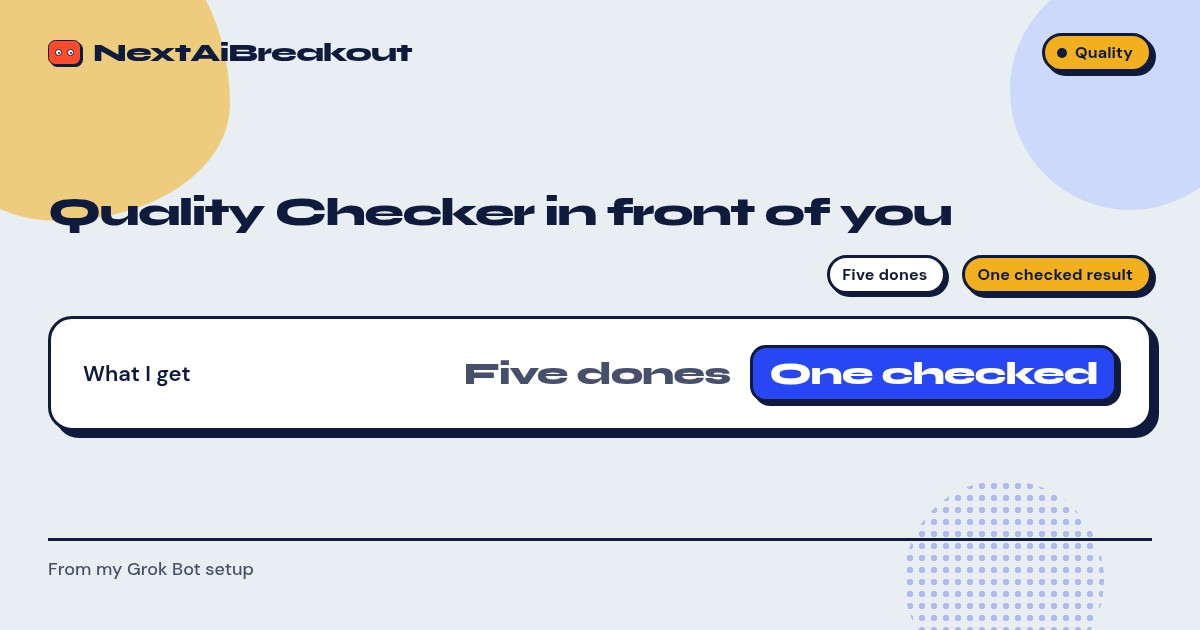 NextAiBreakout
Quality
Quality Checker in front of you
Five dones
One checked result
What I get
Five dones
One checked
From my Grok Bot setup